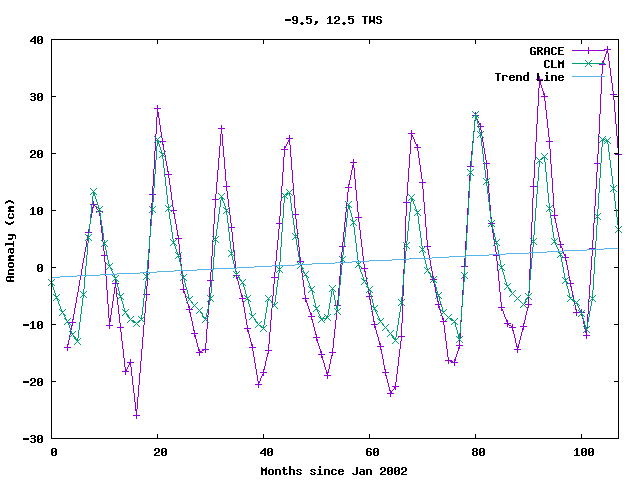 -9.5, 12.5 TWS
GRACE
CLM
Trend Line
40
30
20
10
0
-10
-20
-30
Anomaly (cm)
0 20 40 60 80 100
Months since Jan 2002